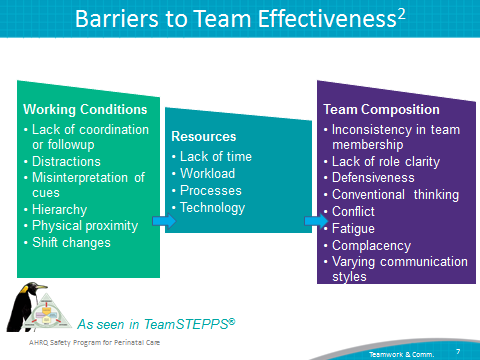 Barriers to Team Effectiveness2
Working Conditions
• Lack of coordination
or followup
• Distractions
• Misinterpretation of
cues
• Hierarchy
• Physical proximity
• Shift changes
Resources
• Lack of time
• Workload
• Processes
• Technology
Team Composition
• Inconsistency in team
membership
• Lack of role clarity
• Defensiveness
• Conventional thinking
• Conflict
• Fatigue
• Complacency
• Varying communication
styles
As seen in TeamSTEPPS®
AHRQ Safety Program for Perinatal Care
Teamwork & Comm.
7